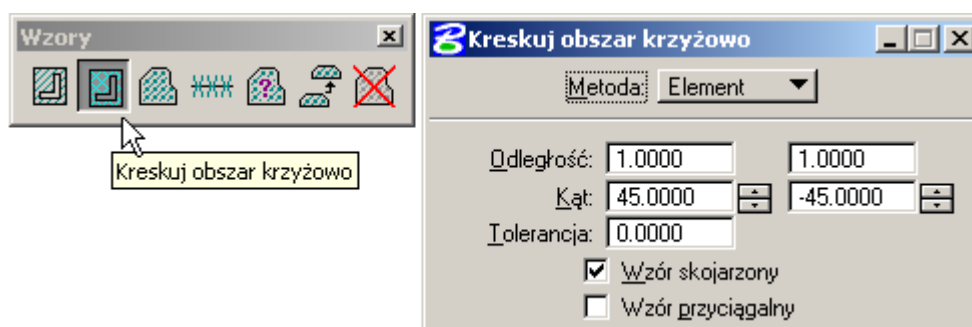 Wzory
Kreskuj obszar krzyżowo
Kreskuj obszar krzyżowo
Metoda: Element
Odległość: 1.0000 1.0000
Kąt: 45.0000 -45.0000
Tolerancja: 0.0000
Wzór skojarzony
Wzór przyciągalny